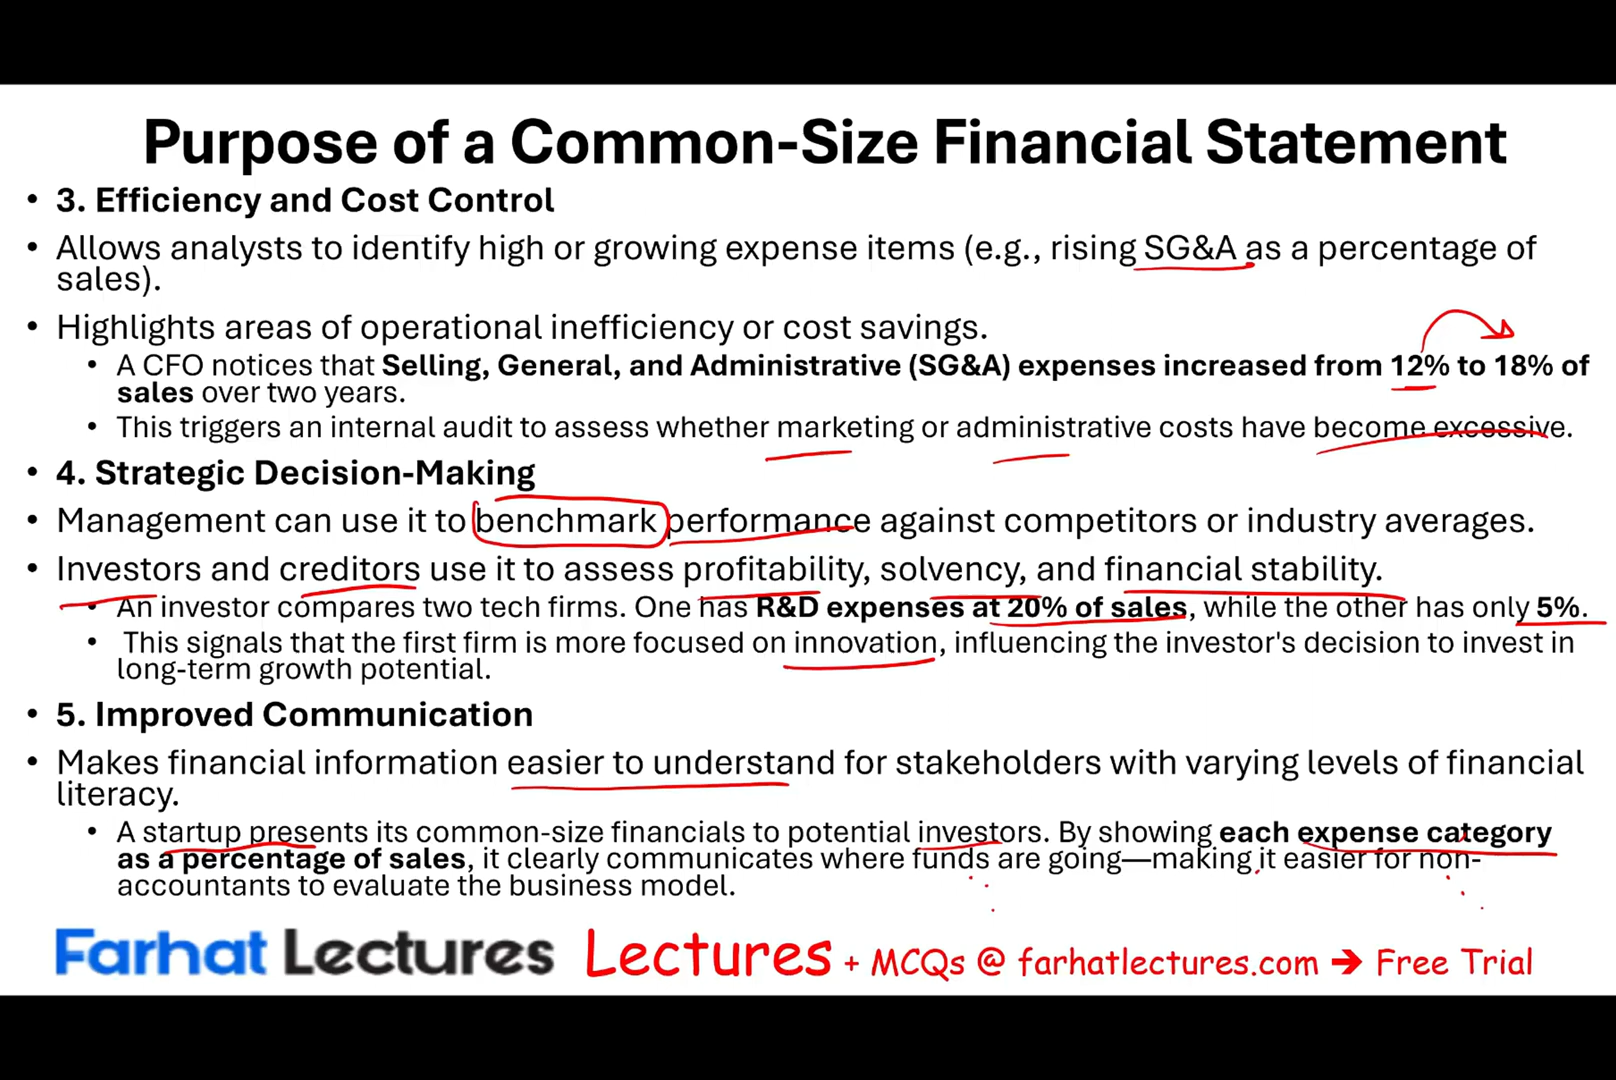 Purpose of a Common-Size Financial Statement
• 3. Efficiency and Cost Control
• Allows analysts to identify high or growing expense items (e.g., rising SG&A as a percentage of
sales).
• Highlights areas of operational inefficiency or cost savings.
• A CFO notices that Selling, General, and Administrative (SG&A) expenses increased from 12% to 18% of
sales over two years.
• This triggers an internal audit to assess whether marketing or administrative costs have become excessive.
• 4. Strategic Decision-Making
• Management can use it to benchmark performance against competitors or industry averages.
• Investors and creditors use it to assess profitability, solvency, and financial stability.
• An investor compares two tech firms. One has R&D expenses at 20% of sales, while the other has only 5%.
• This signals that the first firm is more focused on innovation, influencing the investor's decision to invest in
long-term growth potential.
• 5. Improved Communication
• Makes financial information easier to understand for stakeholders with varying levels of financial
literacy.
• A startup presents its common-size financials to potential investors. By showing each expense category
as a percentage of sales, it clearly communicates where funds are going—making it easier for non-
accountants to evaluate the business model.
Farhat Lectures Lectures + MCQs @ farhatlectures.com → Free Trial